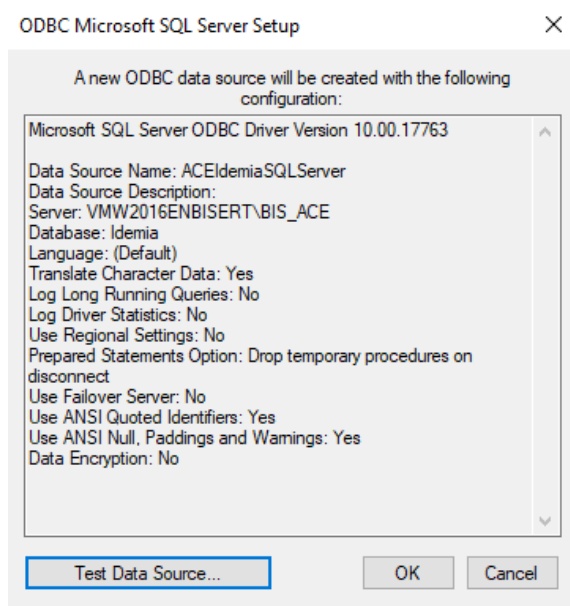 ODBC Microsoft SQL Server Setup
A new ODBC data source will be created with the following
configuration:
Microsoft SQL Server ODBC Driver Version 10.00.17763
Data Source Name: ACEIdemiaSQLServer
Data Source Description:
Server: VMW2016ENBISERT\BIS_ACE
Database: Idemia
Language: (Default)
Translate Character Data: Yes
Log Long Running Queries: No
Log Driver Statistics: No
Use Regional Settings: No
Prepared Statements Option: Drop temporary procedures on
disconnect
Use Failover Server: No
Use ANSI Quoted Identifiers: Yes
Use ANSI Null, Paddings and Warnings: Yes
Data Encryption: No
Test Data Source...
OK
Cancel